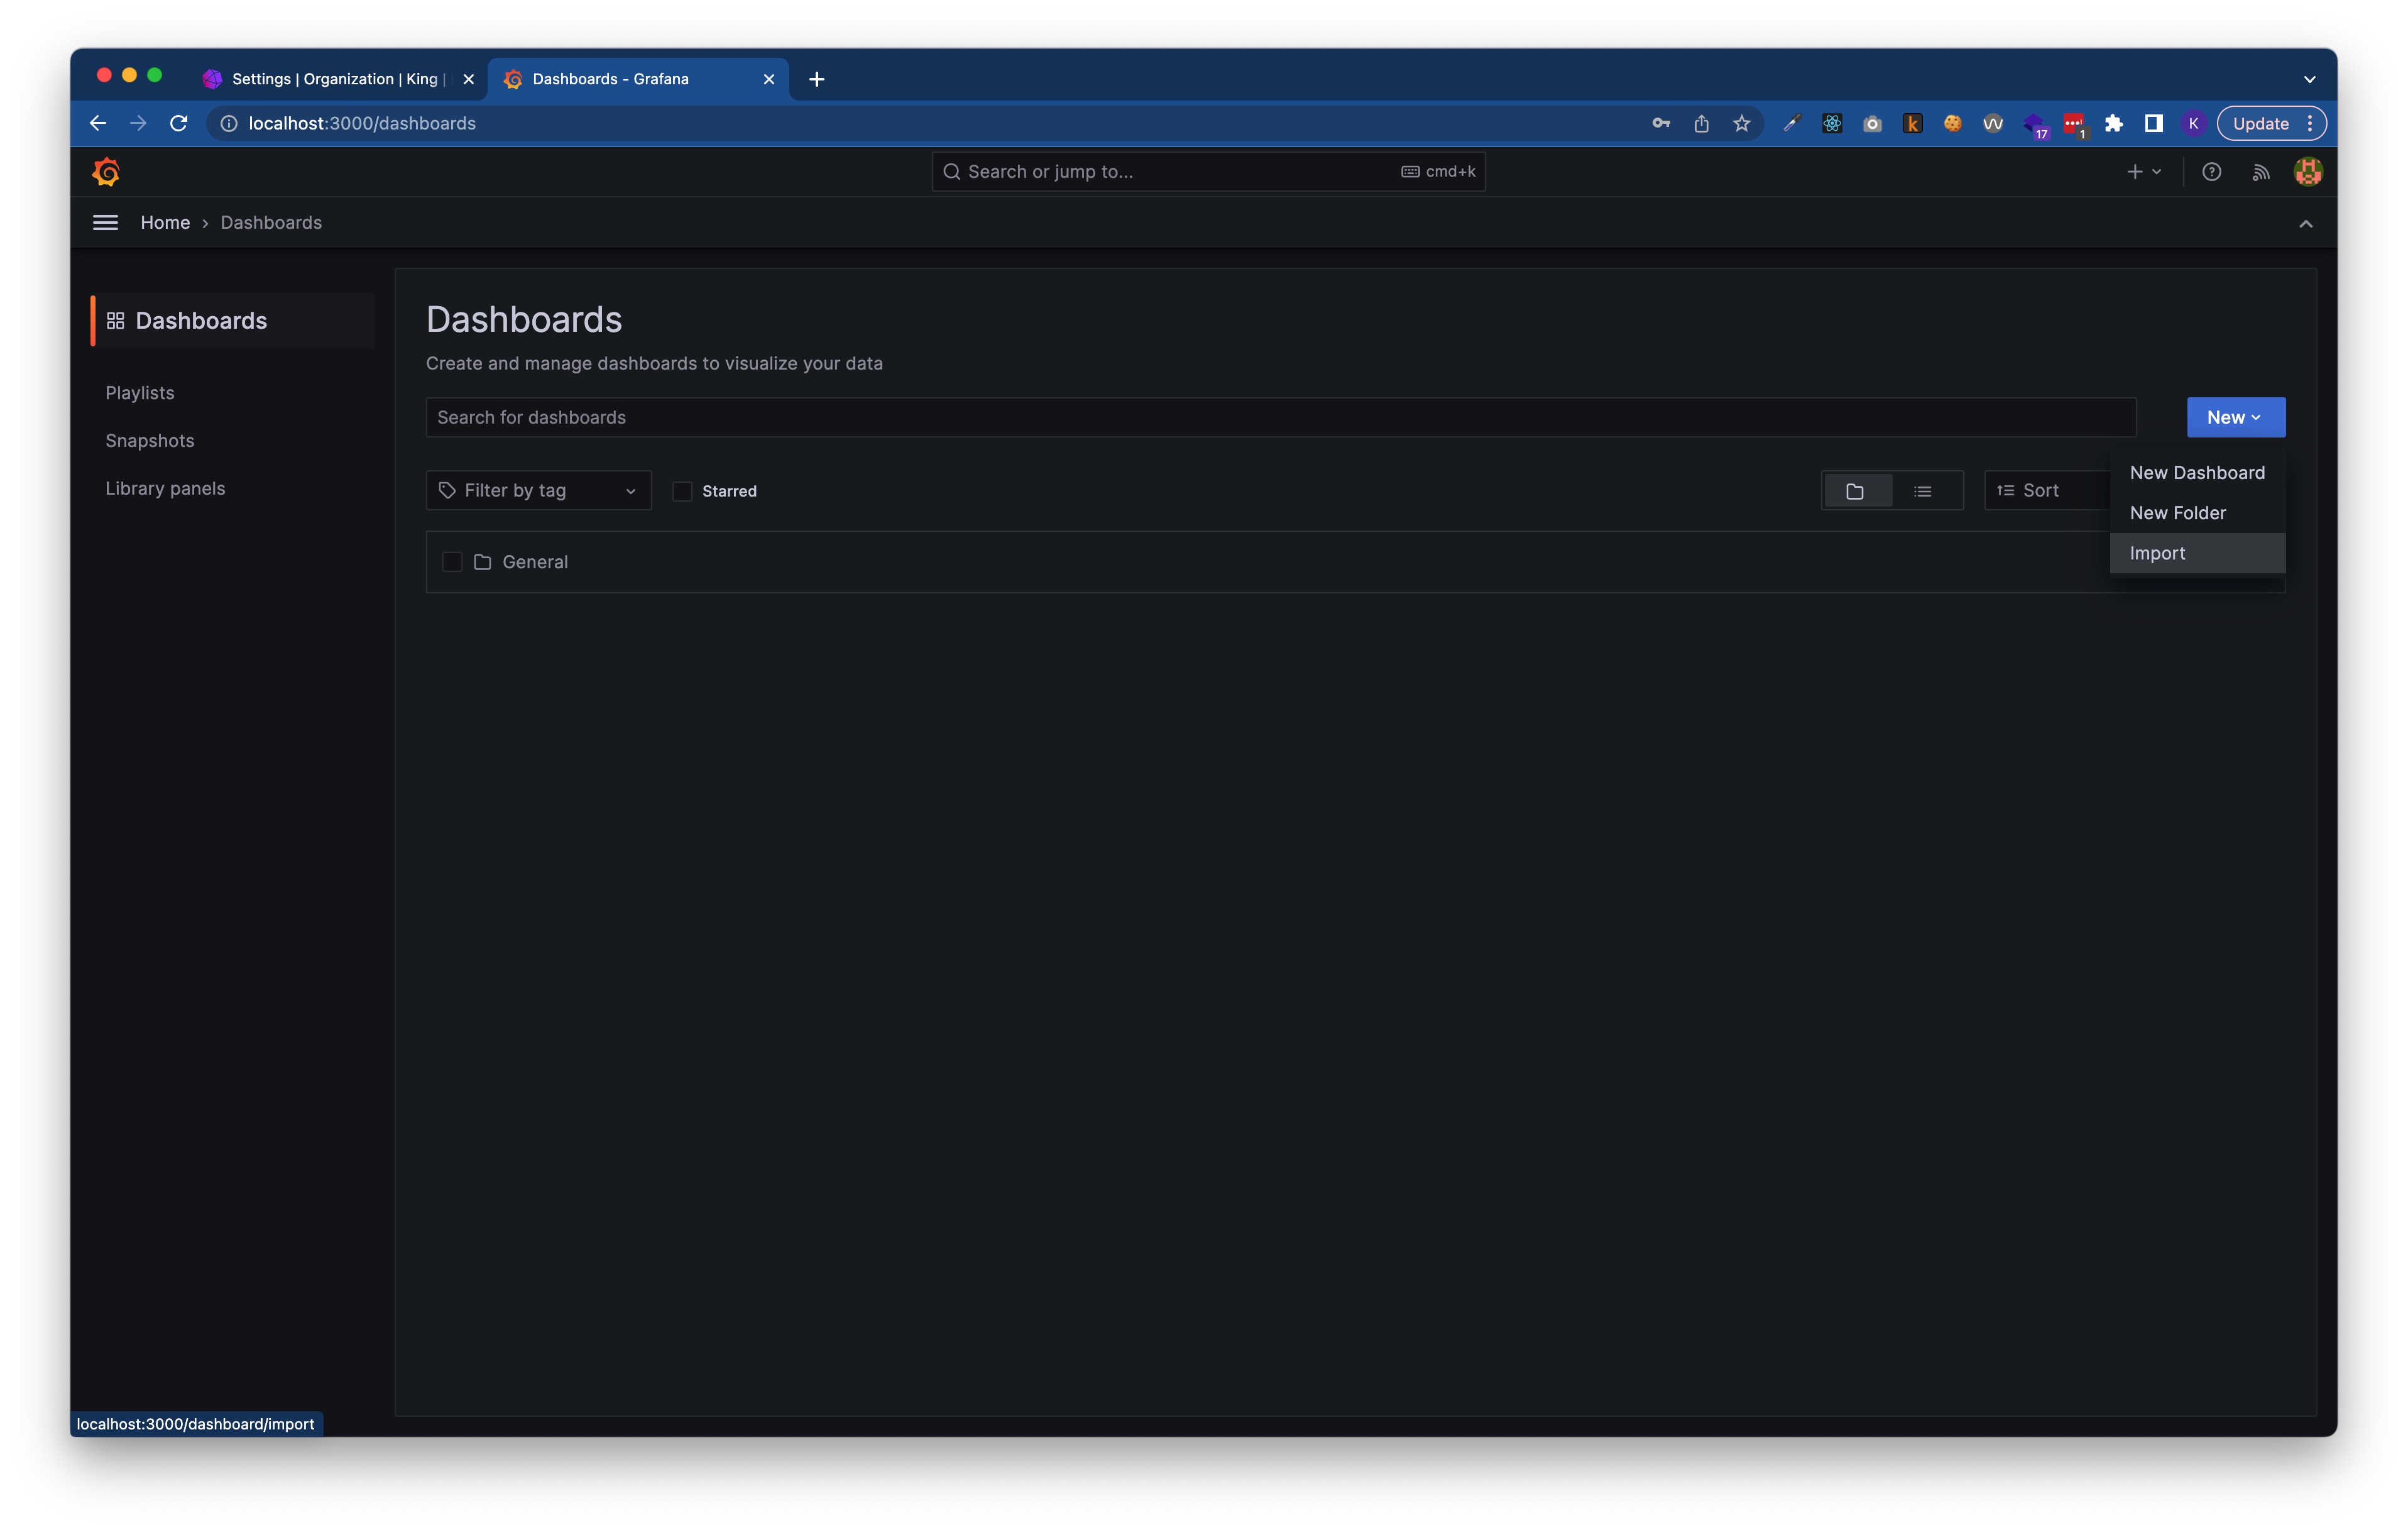 Settings | Organization | King |
Dashboards - Grafana
localhost:3000/dashboards
17
1
K
Update
Search or jump to...
cmd+k
Home › Dashboards
Dashboards
Playlists
Snapshots
Library panels
Dashboards
Create and manage dashboards to visualize your data
Search for dashboards
New
Filter by tag
Starred
Sort
New Dashboard
New Folder
Import
General
localhost:3000/dashboard/import